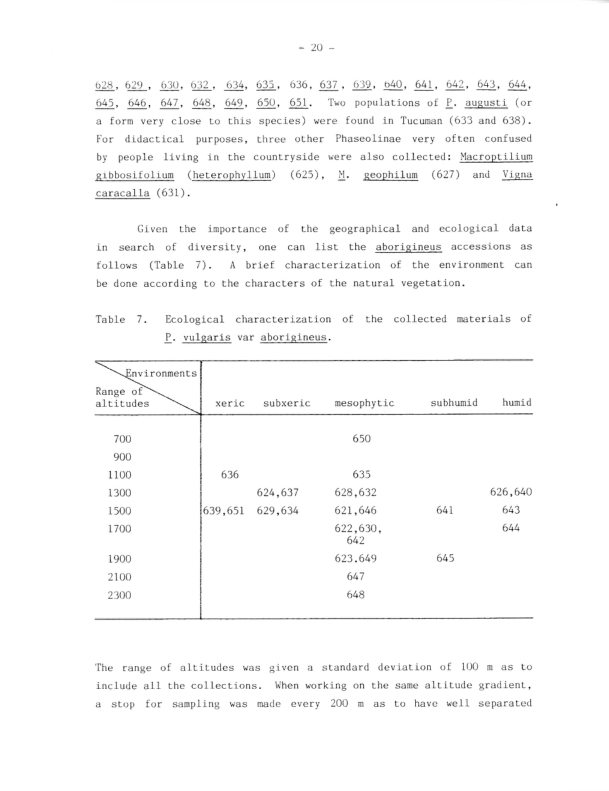 - 20 -
628, 629, 630, 632, 634, 635, 636, 637, 639, 640, 641, 642, 643, 644,
645, 646, 647, 648, 649, 650, 651. Two populations of P. augusti (or
a form very close to this species) were found in Tucuman (633 and 638).
For didactical purposes, three other Phaseolinae very often confused
by people living in the countryside were also collected: Macroptilium
gibbosifolium (heterophyllum) (625), M. geophilum (627) and Vigna
caracalla (631).
Given the importance of the geographical and ecological data
in search of diversity, one can list the aborigineus accessions as
follows (Table 7). A brief characterization of the environment can
be done according to the characters of the natural vegetation.
Table 7. Ecological characterization of the collected materials of
P. vulgaris var aborigineus.
Environments
Range of
altitudes xeric subxeric mesophytic subhumid humid
700 650
900
1100 636 635
1300 624,637 628,632 626,640
1500 639,651 629,634 621,646 641 643
1700 622,630, 644
642
1900 623.649 645
2100 647
2300 648
The range of altitudes was given a standard deviation of 100 m as to
include all the collections. When working on the same altitude gradient,
a stop for sampling was made every 200 m as to have well separated